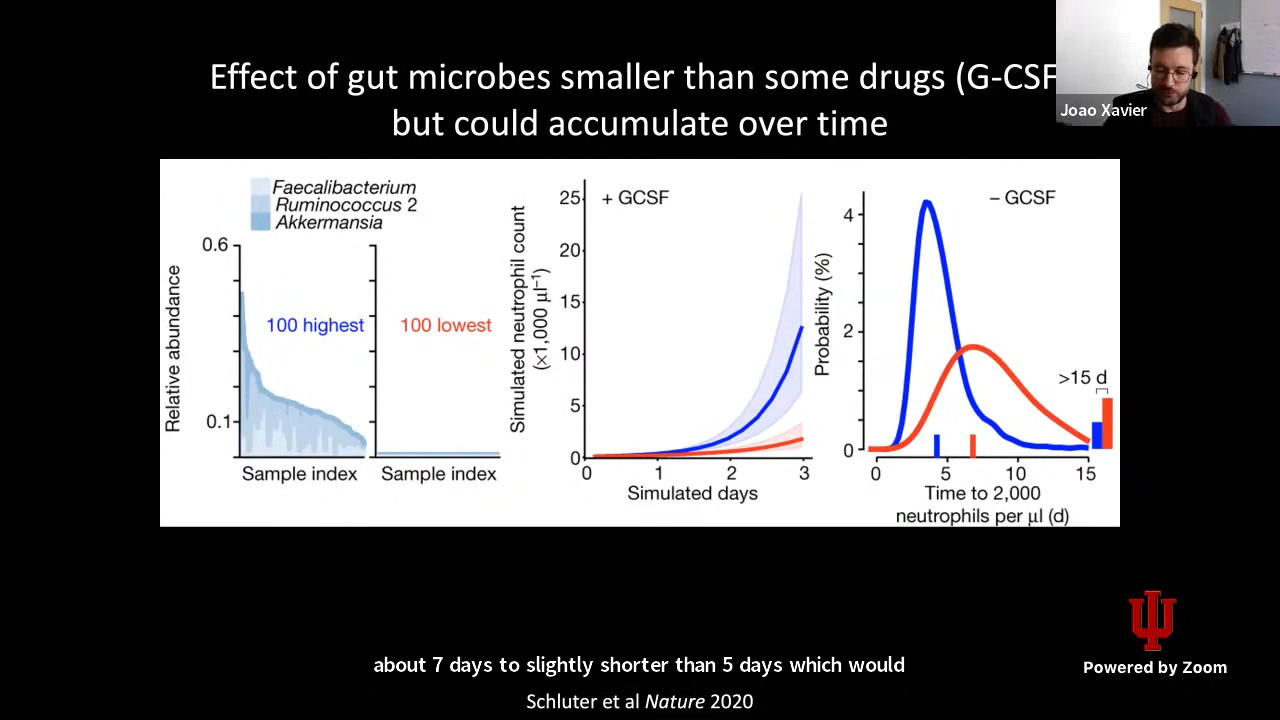 Effect of gut microbes smaller than some drugs (G-CSF
but could accumulate over time
Joao Xavier
Faecalibacterium
Ruminococcus 2
Akkermansia
0.6
0.1
Relative abundance
100 highest
100 lowest
Sample index
Sample index
Simulated neutrophil count
(×1,000 μl⁻¹)
25
20
15
10
5
0
+ GCSF
0
1
2
3
Simulated days
Probability (%)
4
2
0
– GCSF
>15 d
0
5
10
15
Time to 2,000
neutrophils per μl (d)
about 7 days to slightly shorter than 5 days which would
Powered by Zoom
Schluter et al Nature 2020